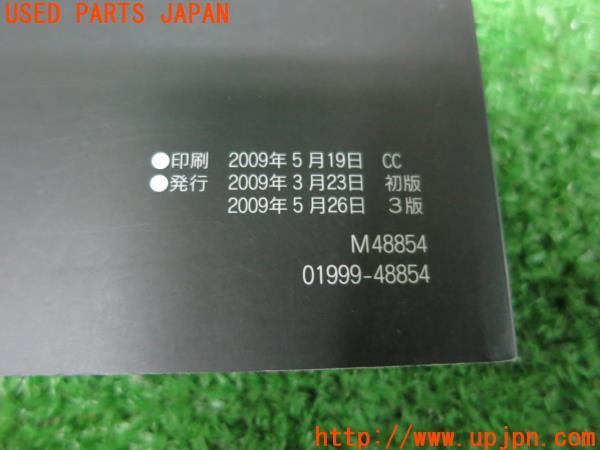 USED PARTS JAPAN
●印刷 2009年5月19日 CC
●発行 2009年3月23日 初版
2009年5月26日 3版
M48854
01999-48854
http://www.upjpn.com